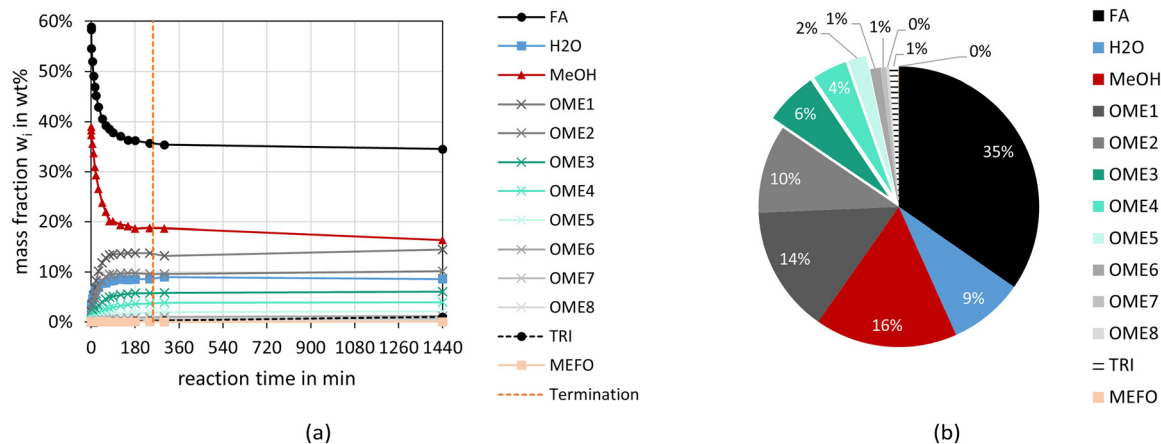 60%
50%
40%
30%
20%
10%
0%
mass fraction wi in wt%
0 180 360 540 720 900 1080 1260 1440
reaction time in min
FA
H2O
MeOH
OME1
OME2
OME3
OME4
OME5
OME6
OME7
OME8
TRI
MEFO
Termination
(a)
1% 0%
2% 1% 1% 0%
4%
6%
35%
10%
14%
9%
16%
FA
H2O
MeOH
OME1
OME2
OME3
OME4
OME5
OME6
OME7
OME8
TRI
MEFO
(b)